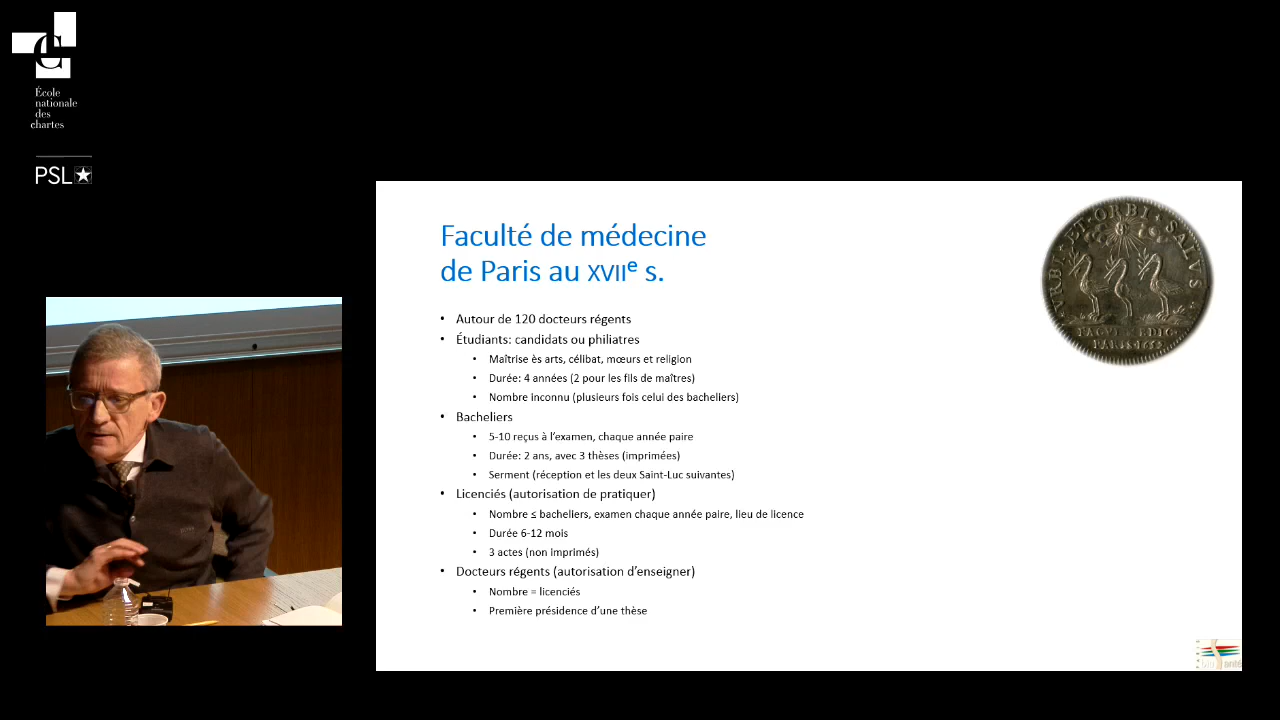 École
nationale
des
chartes
PSL
Faculté de médecine
de Paris au XVIIe s.
• Autour de 120 docteurs régents
• Étudiants: candidats ou philiatres
• Maîtrise ès arts, célibat, mœurs et religion
• Durée: 4 années (2 pour les fils de maîtres)
• Nombre inconnu (plusieurs fois celui des bacheliers)
• Bacheliers
• 5-10 reçus à l’examen, chaque année paire
• Durée: 2 ans, avec 3 thèses (imprimées)
• Serment (réception et les deux Saint-Luc suivantes)
• Licenciés (autorisation de pratiquer)
• Nombre ≤ bacheliers, examen chaque année paire, lieu de licence
• Durée 6-12 mois
• 3 actes (non imprimés)
• Docteurs régents (autorisation d’enseigner)
• Nombre = licenciés
• Première présidence d’une thèse
VRBI · ET · ORBI · SALVS
PARIS